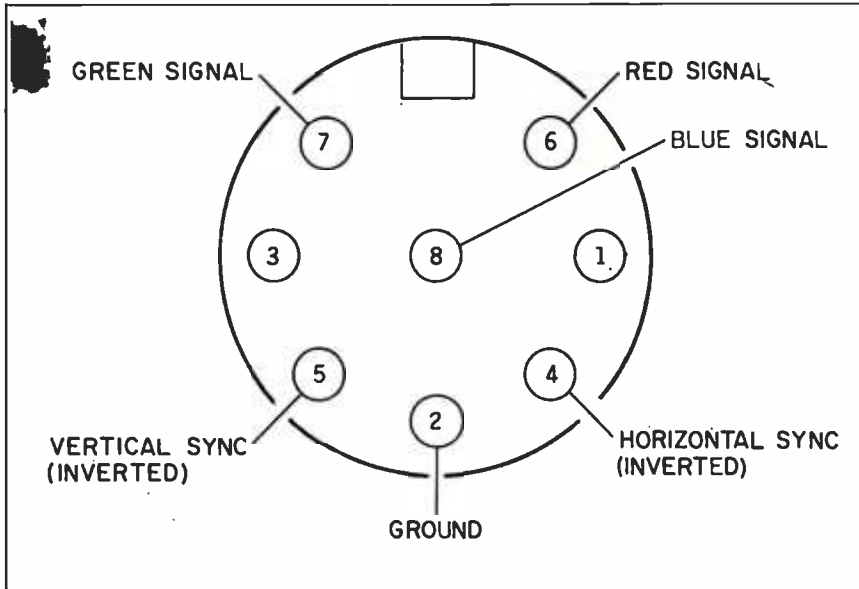 GREEN SIGNAL
RED SIGNAL
7
6
BLUE SIGNAL
3
8
1
5
4
2
VERTICAL SYNC
(INVERTED)
HORIZONTAL SYNC
(INVERTED)
GROUND